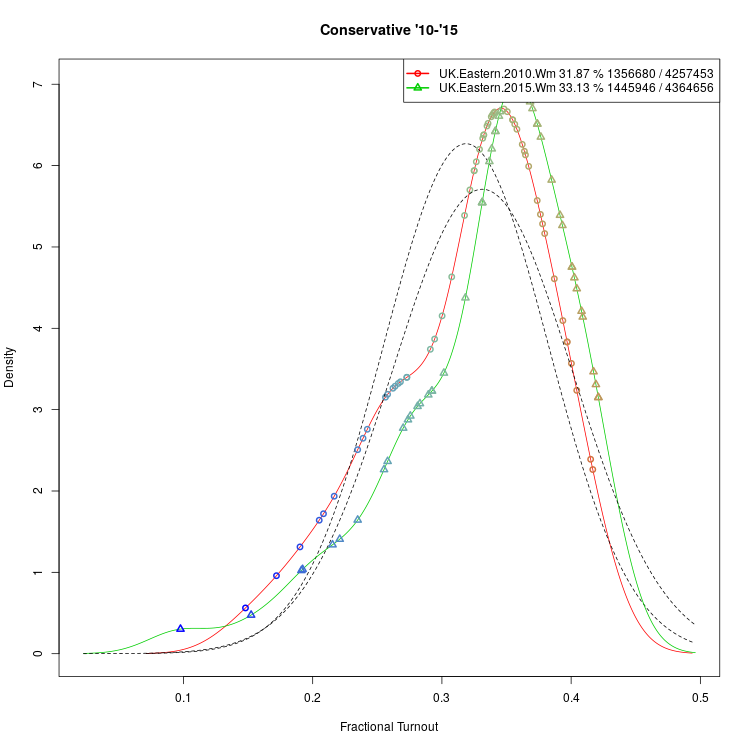 Conservative '10-'15
UK.Eastern.2010.Wm 31.87 % 1356680 / 4257453
UK.Eastern.2015.Wm 33.13 % 1445946 / 4364656
Density
7
6
5
4
3
2
1
0
0.1 0.2 0.3 0.4 0.5
Fractional Turnout